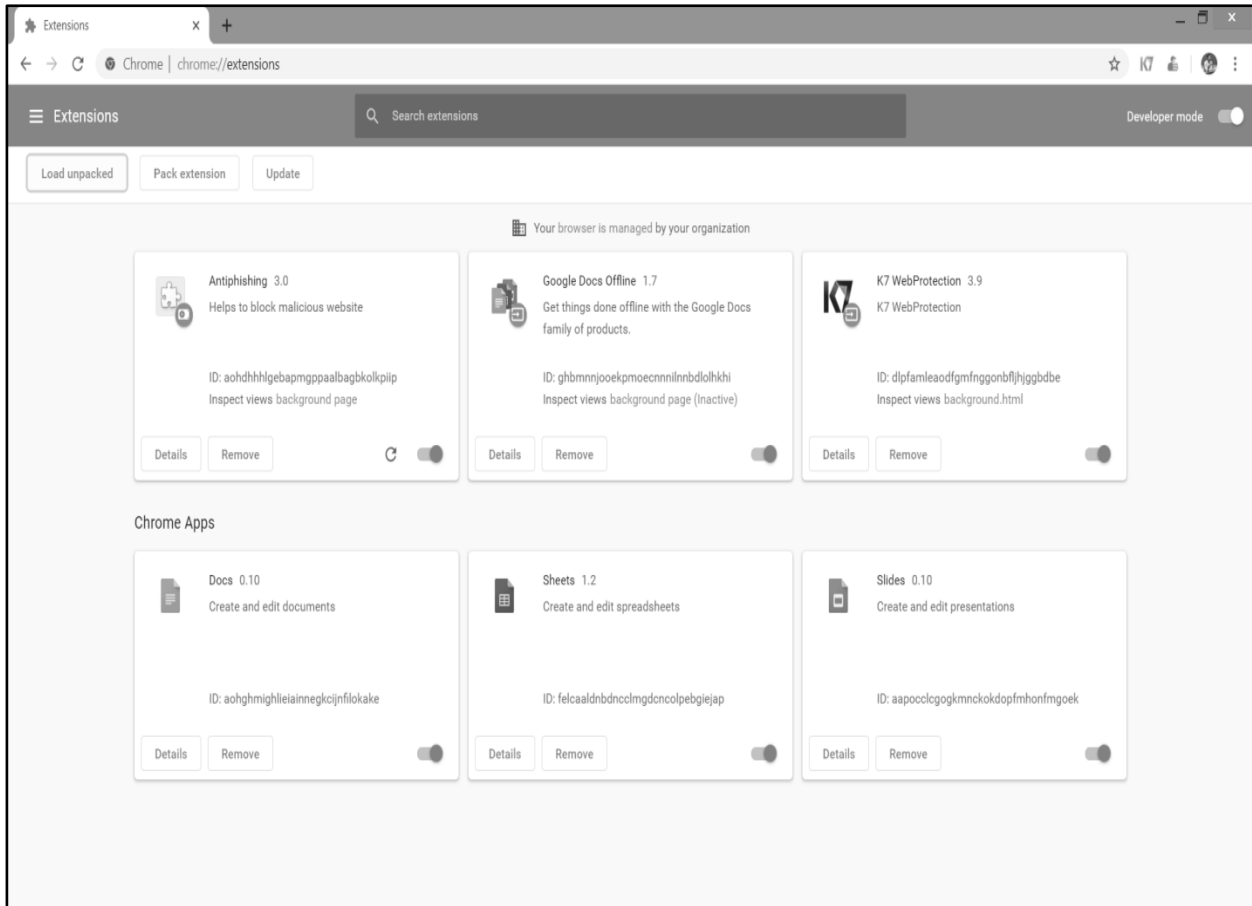 Extensions
Chrome | chrome://extensions
K7
Extensions
Search extensions
Developer mode
Load unpacked
Pack extension
Update
Your browser is managed by your organization
Antiphishing 3.0
Helps to block malicious website
ID: aohdhhhlgebapmgppaalbagbkolkpiip
Inspect views background page
Details
Remove
Google Docs Offline 1.7
Get things done offline with the Google Docs
family of products.
ID: ghbmnnjooekpmoecnnnilnnbdlolhkhi
Inspect views background page (Inactive)
Details
Remove
K7
K7 WebProtection 3.9
K7 WebProtection
ID: dlpfamleaodfgmfnggonbfljhjggbdbe
Inspect views background.html
Details
Remove
Chrome Apps
Docs 0.10
Create and edit documents
ID: aohghmighlieiainnegkcijnfilokake
Details
Remove
Sheets 1.2
Create and edit spreadsheets
ID: felcaaldnbdncclmgdcncolpebgiejap
Details
Remove
Slides 0.10
Create and edit presentations
ID: aapocclcgogkmnckokdopfmhonfmgoek
Details
Remove